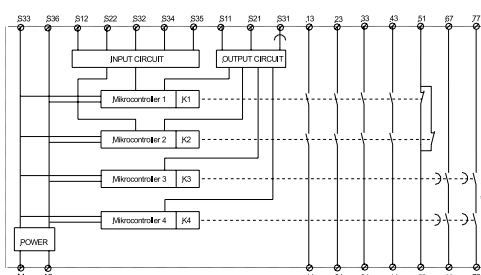 S33 S36 S12 S22 S32 S34 S35 S11 S21 S31 13 23 33 43 51 67 77
INPUT CIRCUIT OUTPUT CIRCUIT
Mikrocontroller 1 K1
Mikrocontroller 2 K2
Mikrocontroller 3 K3
Mikrocontroller 4 K4
POWER